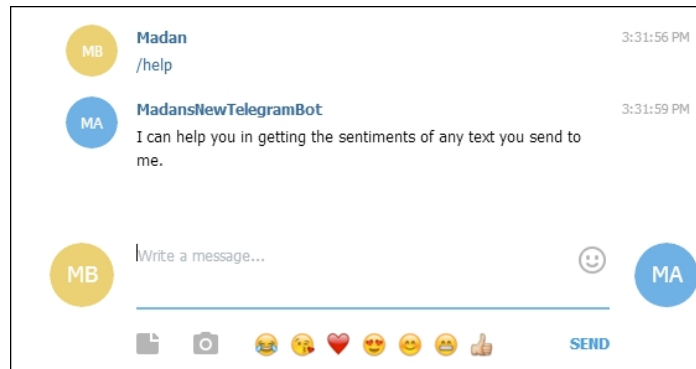 MB
Madan
3:31:56 PM
/help
MA
MadansNewTelegramBot
3:31:59 PM
I can help you in getting the sentiments of any text you send to
me.
MB
Write a message...
MA
SEND